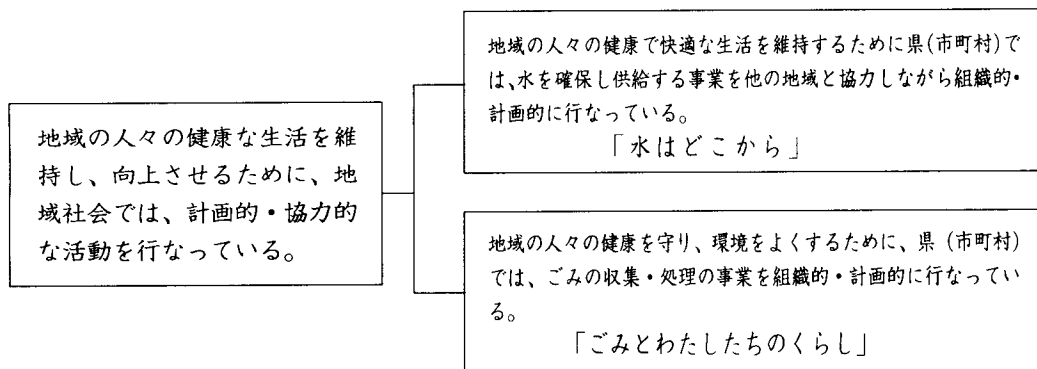 地域の人々の健康な生活を維
持し、向上させるために、地
域社会では、計画的・協力的
な活動を行なっている。
地域の人々の健康で快適な生活を維持するために県(市町村)で
は、水を確保し供給する事業を他の地域と協力しながら組織的・
計画的に行なっている。
「水はどこから」
地域の人々の健康を守り、環境をよくするために、県(市町村)
では、ごみの収集・処理の事業を組織的・計画的に行なってい
る。
「ごみとわたしたちのくらし」